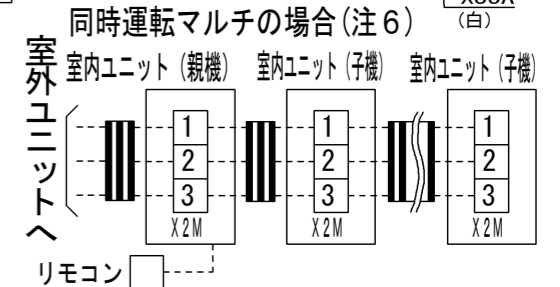 同時運転マルチの場合(注6)
(白)
室外ユニットへ
室内ユニット(親機)
室内ユニット(子機)
室内ユニット(子機)
1
2
3
X2M
1
2
3
X2M
1
2
3
X2M
リモコン